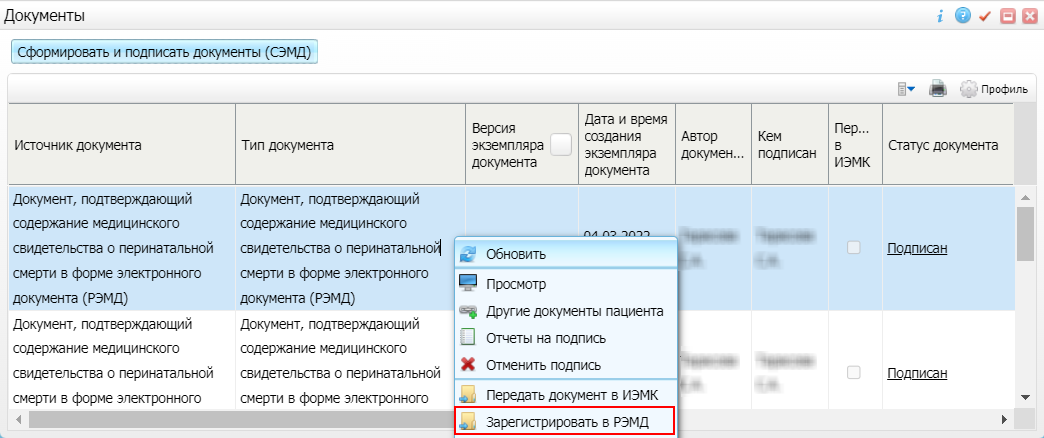 Документы
Сформировать и подписать документы (СЭМД)
Профиль
Источник документа
Тип документа
Версия
экземпляра
документа
Дата и время
создания
экземпляра
документа
Автор
докумен...
Кем
подписан
Пер...
в
ИЭМК
Статус документа
Документ, подтверждающий
содержание медицинского
свидетельства о перинатальной
смерти в форме электронного
документа (РЭМД)
Документ, подтверждающий
содержание медицинского
свидетельства о перинатальной
смерти в форме электронного
документа (РЭМД)
04.03.2022
Подписан
Документ, подтверждающий
содержание медицинского
свидетельства о перинатальной
смерти в форме электронного
Документ, подтверждающий
содержание медицинского
свидетельства о перинатальной
смерти в форме электронного
Подписан
Обновить
Просмотр
Другие документы пациента
Отчеты на подпись
Отменить подпись
Передать документ в ИЭМК
Зарегистрировать в РЭМД